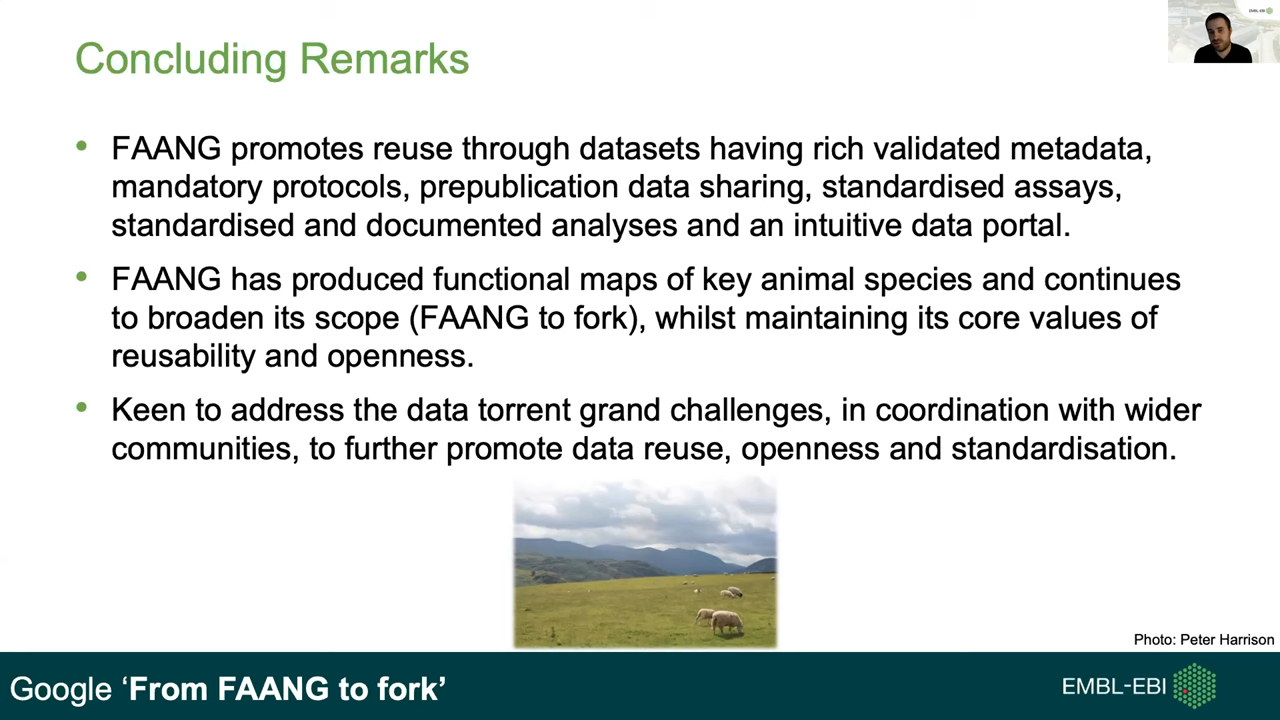 EMBL-EBI
Concluding Remarks
• FAANG promotes reuse through datasets having rich validated metadata,
mandatory protocols, prepublication data sharing, standardised assays,
standardised and documented analyses and an intuitive data portal.
• FAANG has produced functional maps of key animal species and continues
to broaden its scope (FAANG to fork), whilst maintaining its core values of
reusability and openness.
• Keen to address the data torrent grand challenges, in coordination with wider
communities, to further promote data reuse, openness and standardisation.
Photo: Peter Harrison
Google ‘From FAANG to fork’
EMBL-EBI